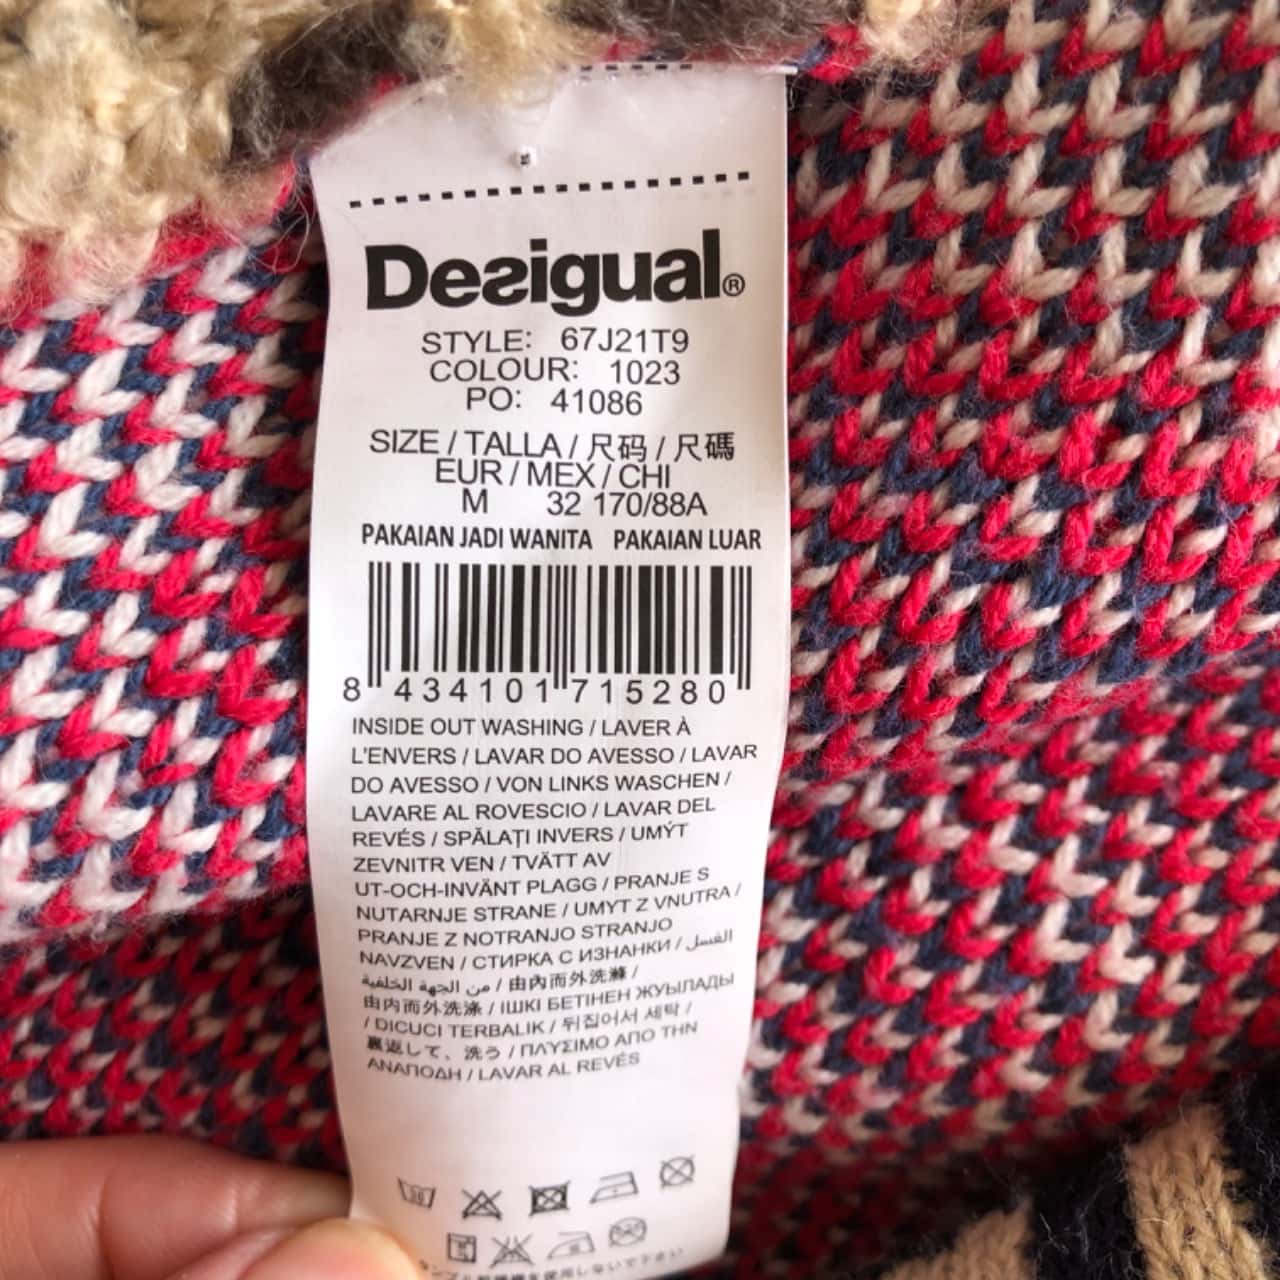 Desigual®
STYLE: 67J21T9
COLOUR: 1023
PO: 41086
SIZE / TALLA / 尺码 / 尺碼
EUR / MEX / CHI
M 32 170/88A
PAKAIAN JADI WANITA PAKAIAN LUAR
8 434101 715280
INSIDE OUT WASHING / LAVER À
L'ENVERS / LAVAR DO AVESSO / LAVAR
DO AVESSO / VON LINKS WASCHEN /
LAVARE AL ROVESCIO / LAVAR DEL
REVÉS / SPĂLAȚI INVERS / UMÝT
ZEVNITR VEN / TVÄTT AV
UT-OCH-INVÄNT PLAGG / PRANJE S
NUTARNJE STRANE / UMYT Z VNUTRA /
PRANJE Z NOTRANJO STRANJO
NAVZVEN / СТИРКА С ИЗНАНКИ / الغسل
من الجهة الخلفية / 由內而外洗滌 /
由内而外洗涤 / ІШКІ БЕТІНЕН ЖУЫЛАДЫ
/ DICUCI TERBALIK / 뒤집어서 세탁 /
裏返して、洗う / ΠΛΥΣΙΜΟ ΑΠΟ ΤΗΝ
ΑΝΑΠΟΔΗ / LAVAR AL REVÉS
30